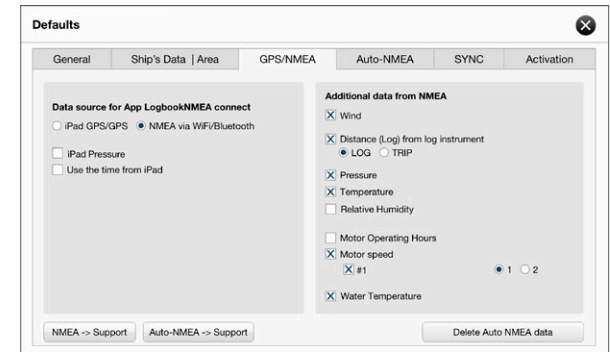 Defaults
General Ship's Data | Area GPS/NMEA Auto-NMEA SYNC Activation
Data source for App LogbookNMEA connect
iPad GPS/GPS NMEA via WiFi/Bluetooth
iPad Pressure
Use the time from iPad
Additional data from NMEA
Wind
Distance (Log) from log instrument
LOG TRIP
Pressure
Temperature
Relative Humidity
Motor Operating Hours
Motor speed
#1 1 2
Water Temperature
NMEA -> Support Auto-NMEA -> Support Delete Auto NMEA data